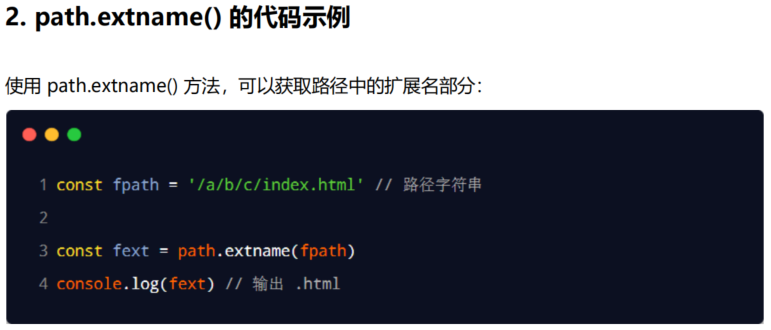 2. path.extname() 的代码示例
使用 path.extname() 方法，可以获取路径中的扩展名部分：
1 const fpath = '/a/b/c/index.html' // 路径字符串
2
3 const fext = path.extname(fpath)
4 console.log(fext) // 输出 .html